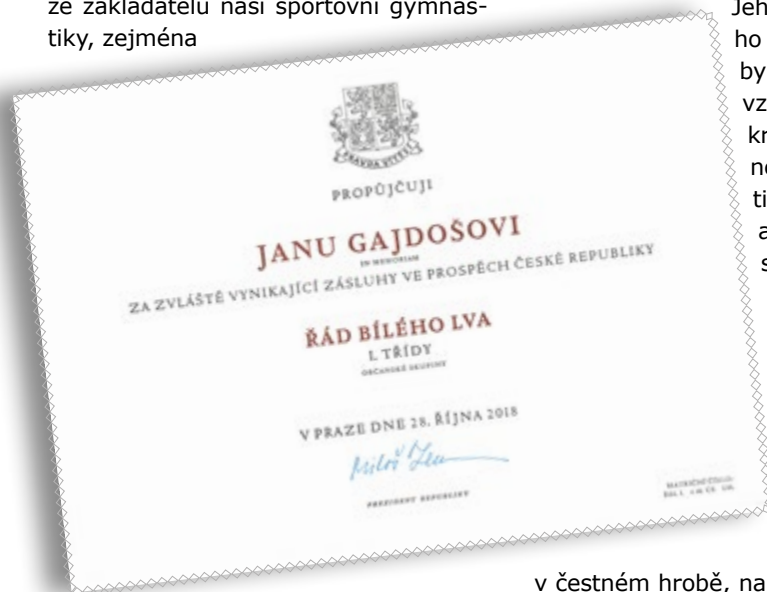 ze zakladatelů naší sportovní gymnas-
tiky, zejména
Jeh
ho
by
vz
kr
ti
a
s
PRAVDA VÍTĚZÍ
PROPŮJČUJI
JANU GAJDOŠOVI
IN MEMORIAM
ZA ZVLÁŠTĚ VYNIKAJÍCÍ ZÁSLUHY VE PROSPĚCH ČESKÉ REPUBLIKY
ŘÁD BÍLÉHO LVA
I. TŘÍDY
OBČANSKÉ SKUPINY
V PRAZE DNE 28. ŘÍJNA 2018
PREZIDENT REPUBLIKY
v čestném hrobě, na